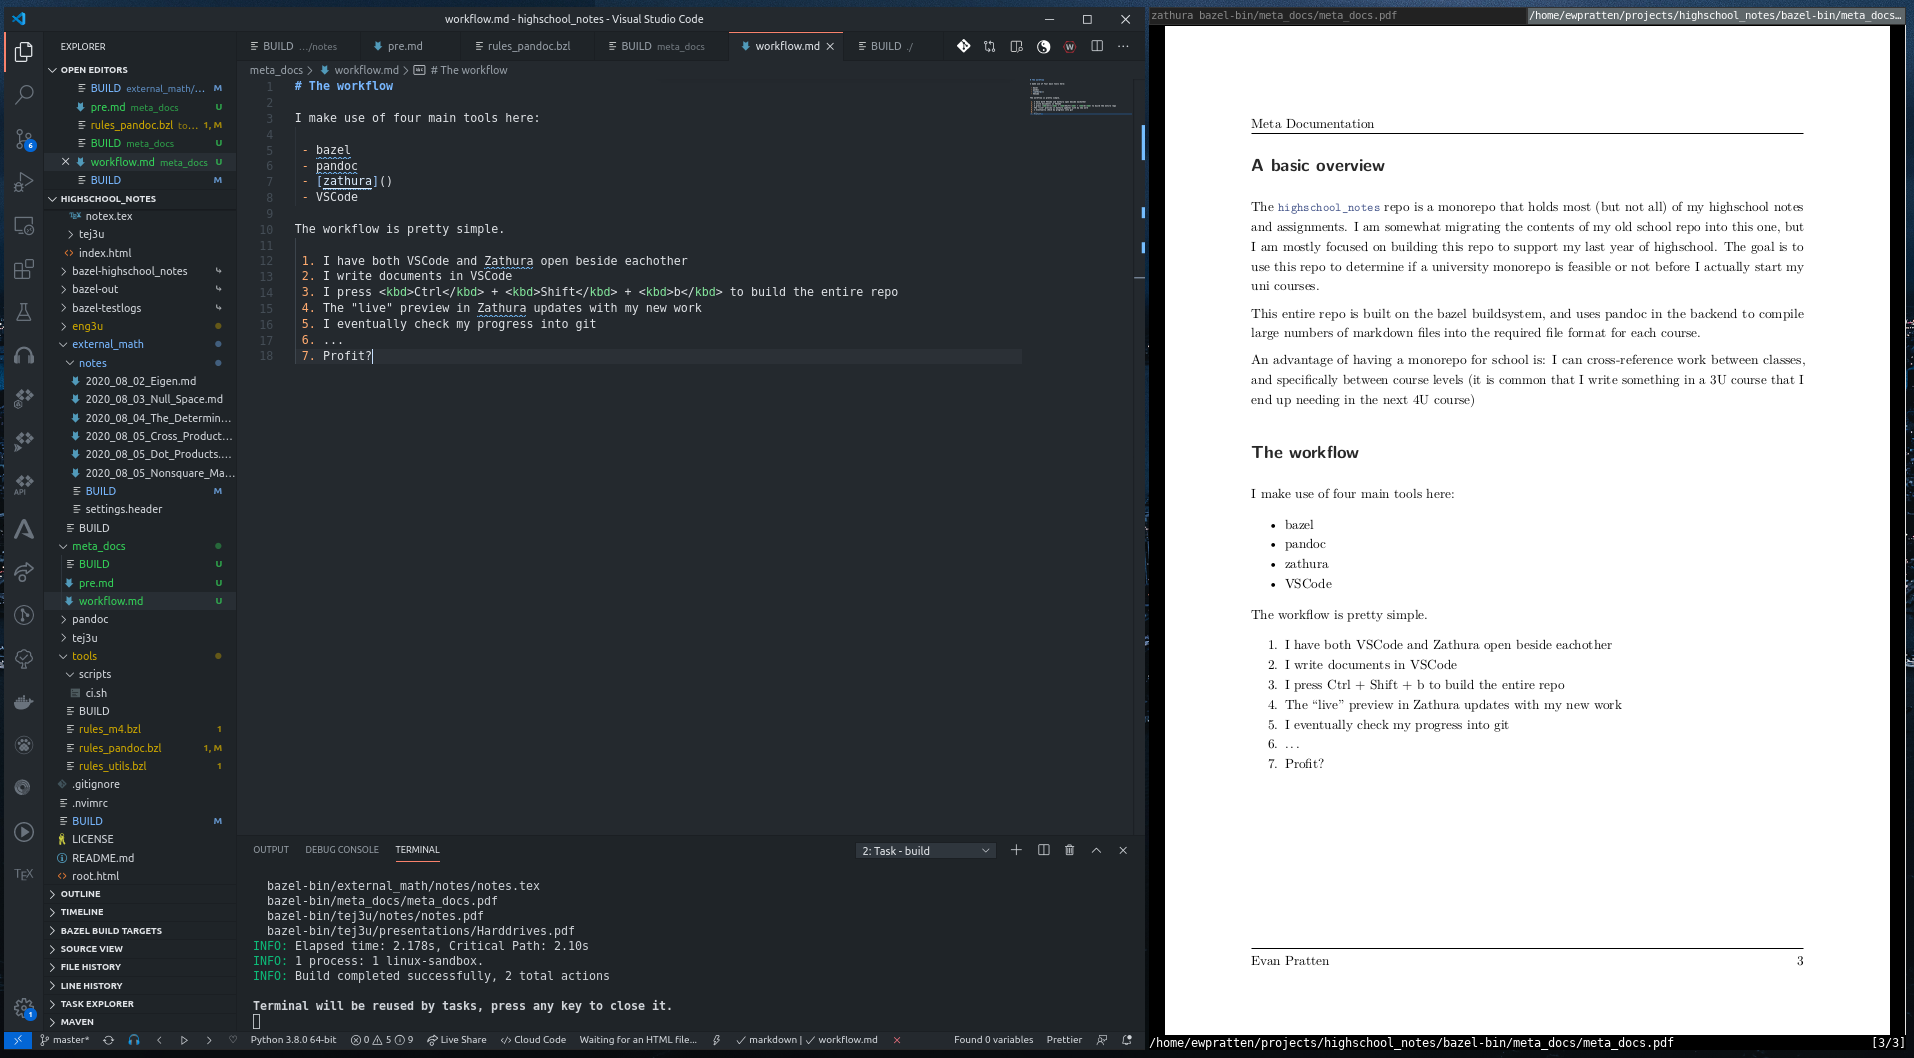 workflow.md - highschool_notes - Visual Studio Code
EXPLORER
OPEN EDITORS
BUILD external_math/... M
pre.md meta_docs U
rules_pandoc.bzl to... 1, M
BUILD meta_docs U
workflow.md meta_docs U
BUILD
HIGHSCHOOL_NOTES
notex.tex
tej3u
index.html
bazel-highschool_notes
bazel-out
bazel-testlogs
eng3u
external_math
notes
2020_08_02_Eigen.md
2020_08_03_Null_Space.md
2020_08_04_The_Determin...
2020_08_05_Cross_Product...
2020_08_05_Dot_Products....
2020_08_05_Nonsquare_Ma...
BUILD M
settings.header
BUILD
meta_docs
BUILD U
pre.md U
workflow.md U
pandoc
tej3u
tools
scripts
ci.sh
BUILD
rules_m4.bzl 1
rules_pandoc.bzl 1, M
rules_utils.bzl 1
.gitignore
.nvimrc
BUILD M
LICENSE
README.md
root.html
OUTLINE
TIMELINE
BAZEL BUILD TARGETS
SOURCE VIEW
FILE HISTORY
LINE HISTORY
TASK EXPLORER
MAVEN
6
API
TEX
1
BUILD .../notes
pre.md
rules_pandoc.bzl
BUILD meta_docs
workflow.md
BUILD ./
meta_docs > workflow.md > # The workflow
1 # The workflow
2
3 I make use of four main tools here:
4
5 - bazel
6 - pandoc
7 - [zathura]()
8 - VSCode
9
10 The workflow is pretty simple.
11
12 1. I have both VSCode and Zathura open beside eachother
13 2. I write documents in VSCode
14 3. I press <kbd>Ctrl</kbd> + <kbd>Shift</kbd> + <kbd>b</kbd> to build the entire repo
15 4. The "live" preview in Zathura updates with my new work
16 5. I eventually check my progress into git
17 6. ...
18 7. Profit?
OUTPUT DEBUG CONSOLE TERMINAL
2: Task - build
bazel-bin/external_math/notes/notes.tex
bazel-bin/meta_docs/meta_docs.pdf
bazel-bin/tej3u/notes/notes.pdf
bazel-bin/tej3u/presentations/Harddrives.pdf
INFO: Elapsed time: 2.178s, Critical Path: 2.10s
INFO: 1 process: 1 linux-sandbox.
INFO: Build completed successfully, 2 total actions
Terminal will be reused by tasks, press any key to close it.
master* Python 3.8.0 64-bit 0 5 9 Live Share Cloud Code Waiting for an HTML file... markdown | workflow.md Found 0 variables Prettier
zathura bazel-bin/meta_docs/meta_docs.pdf
/home/ewpratten/projects/highschool_notes/bazel-bin/meta_docs...
Meta Documentation
A basic overview
The highschool_notes repo is a monorepo that holds most (but not all) of my highschool notes
and assignments. I am somewhat migrating the contents of my old school repo into this one, but
I am mostly focused on building this repo to support my last year of highschool. The goal is to
use this repo to determine if a university monorepo is feasible or not before I actually start my
uni courses.
This entire repo is built on the bazel buildsystem, and uses pandoc in the backend to compile
large numbers of markdown files into the required file format for each course.
An advantage of having a monorepo for school is: I can cross-reference work between classes,
and specifically between course levels (it is common that I write something in a 3U course that I
end up needing in the next 4U course)
The workflow
I make use of four main tools here:
• bazel
• pandoc
• zathura
• VSCode
The workflow is pretty simple.
1. I have both VSCode and Zathura open beside eachother
2. I write documents in VSCode
3. I press Ctrl + Shift + b to build the entire repo
4. The “live” preview in Zathura updates with my new work
5. I eventually check my progress into git
6. ...
7. Profit?
Evan Pratten 3
/home/ewpratten/projects/highschool_notes/bazel-bin/meta_docs/meta_docs.pdf [3/3]